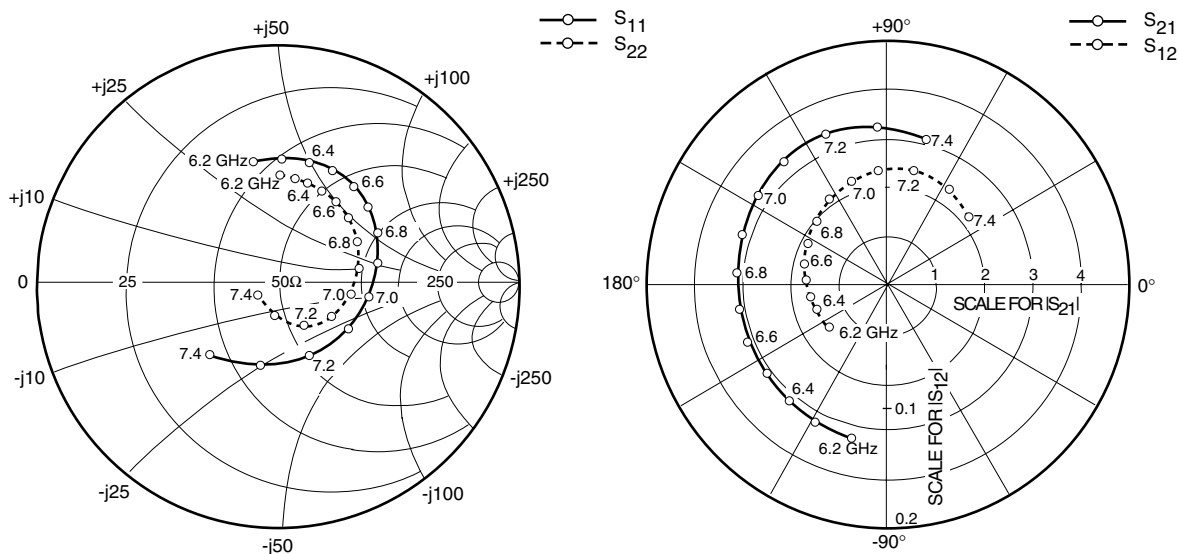 S11
S22
+j50
+j25
+j100
6.2 GHz
6.4
6.2 GHz
6.4
6.6
+j250
+j10
6.6
6.8
6.8
0
25
50Ω
250
7.4
7.0
7.0
7.2
7.4
7.2
-j10
-j250
-j25
-j100
-j50
S21
S12
+90°
7.4
7.2
7.0
7.2
7.0
7.4
6.8
6.6
6.8
180°
1
2
3
4
0°
6.4
SCALE FOR |S21|
6.2 GHz
6.6
6.4
0.1
6.2 GHz
SCALE FOR |S12|
0.2
-90°